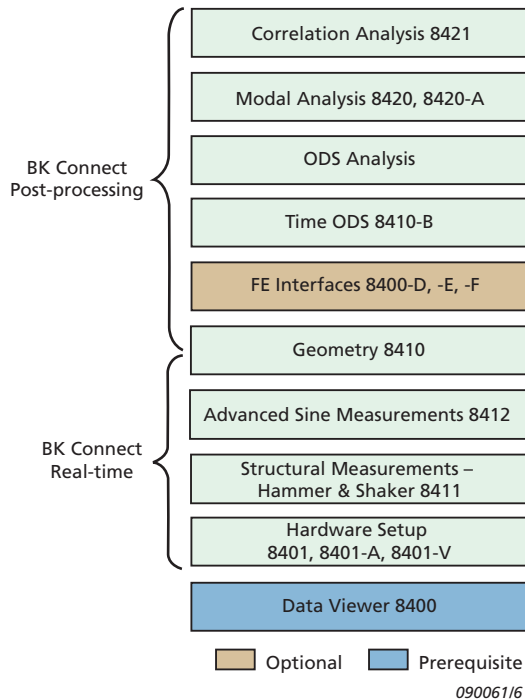 Correlation Analysis 8421
Modal Analysis 8420, 8420-A
ODS Analysis
BK Connect
Post-processing
Time ODS 8410-B
FE Interfaces 8400-D, -E, -F
Geometry 8410
Advanced Sine Measurements 8412
BK Connect
Real-time
Structural Measurements –
Hammer & Shaker 8411
Hardware Setup
8401, 8401-A, 8401-V
Data Viewer 8400
Optional
Prerequisite
090061/6